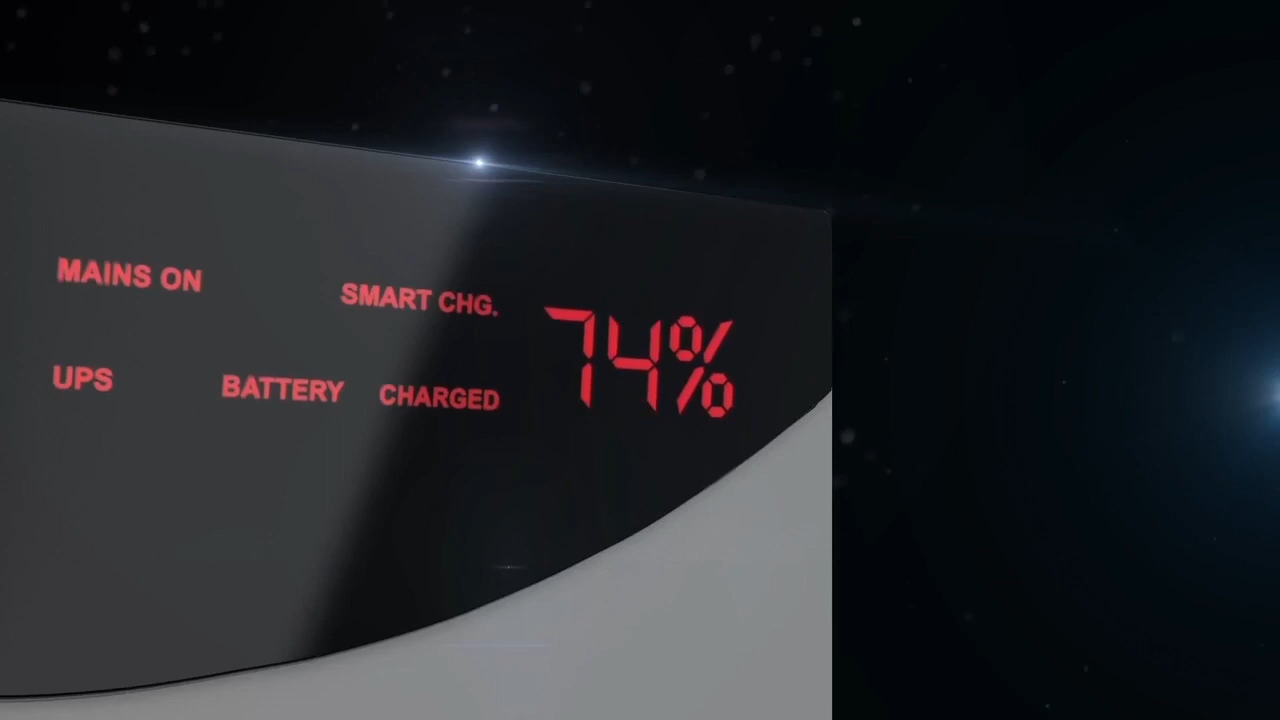 MAINS ON
SMART CHG.
74%
UPS
BATTERY
CHARGED